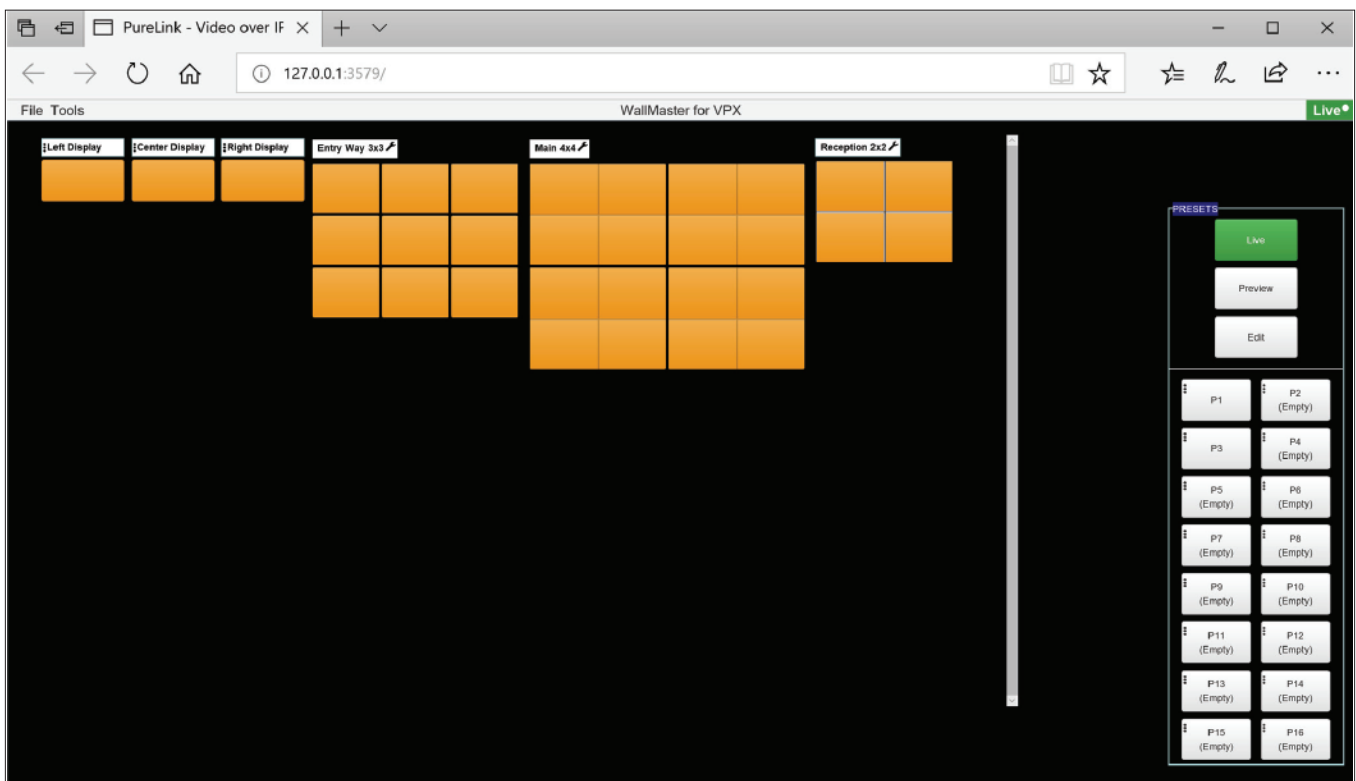 PureLink - Video over IF
127.0.0.1:3579/
File Tools
WallMaster for VPX
Live
Left Display
Center Display
Right Display
Entry Way 3x3
Main 4x4
Reception 2x2
PRESETS
Live
Preview
Edit
P1
P2
(Empty)
P3
P4
(Empty)
P5
(Empty)
P6
(Empty)
P7
(Empty)
P8
(Empty)
P9
(Empty)
P10
(Empty)
P11
(Empty)
P12
(Empty)
P13
(Empty)
P14
(Empty)
P15
(Empty)
P16
(Empty)